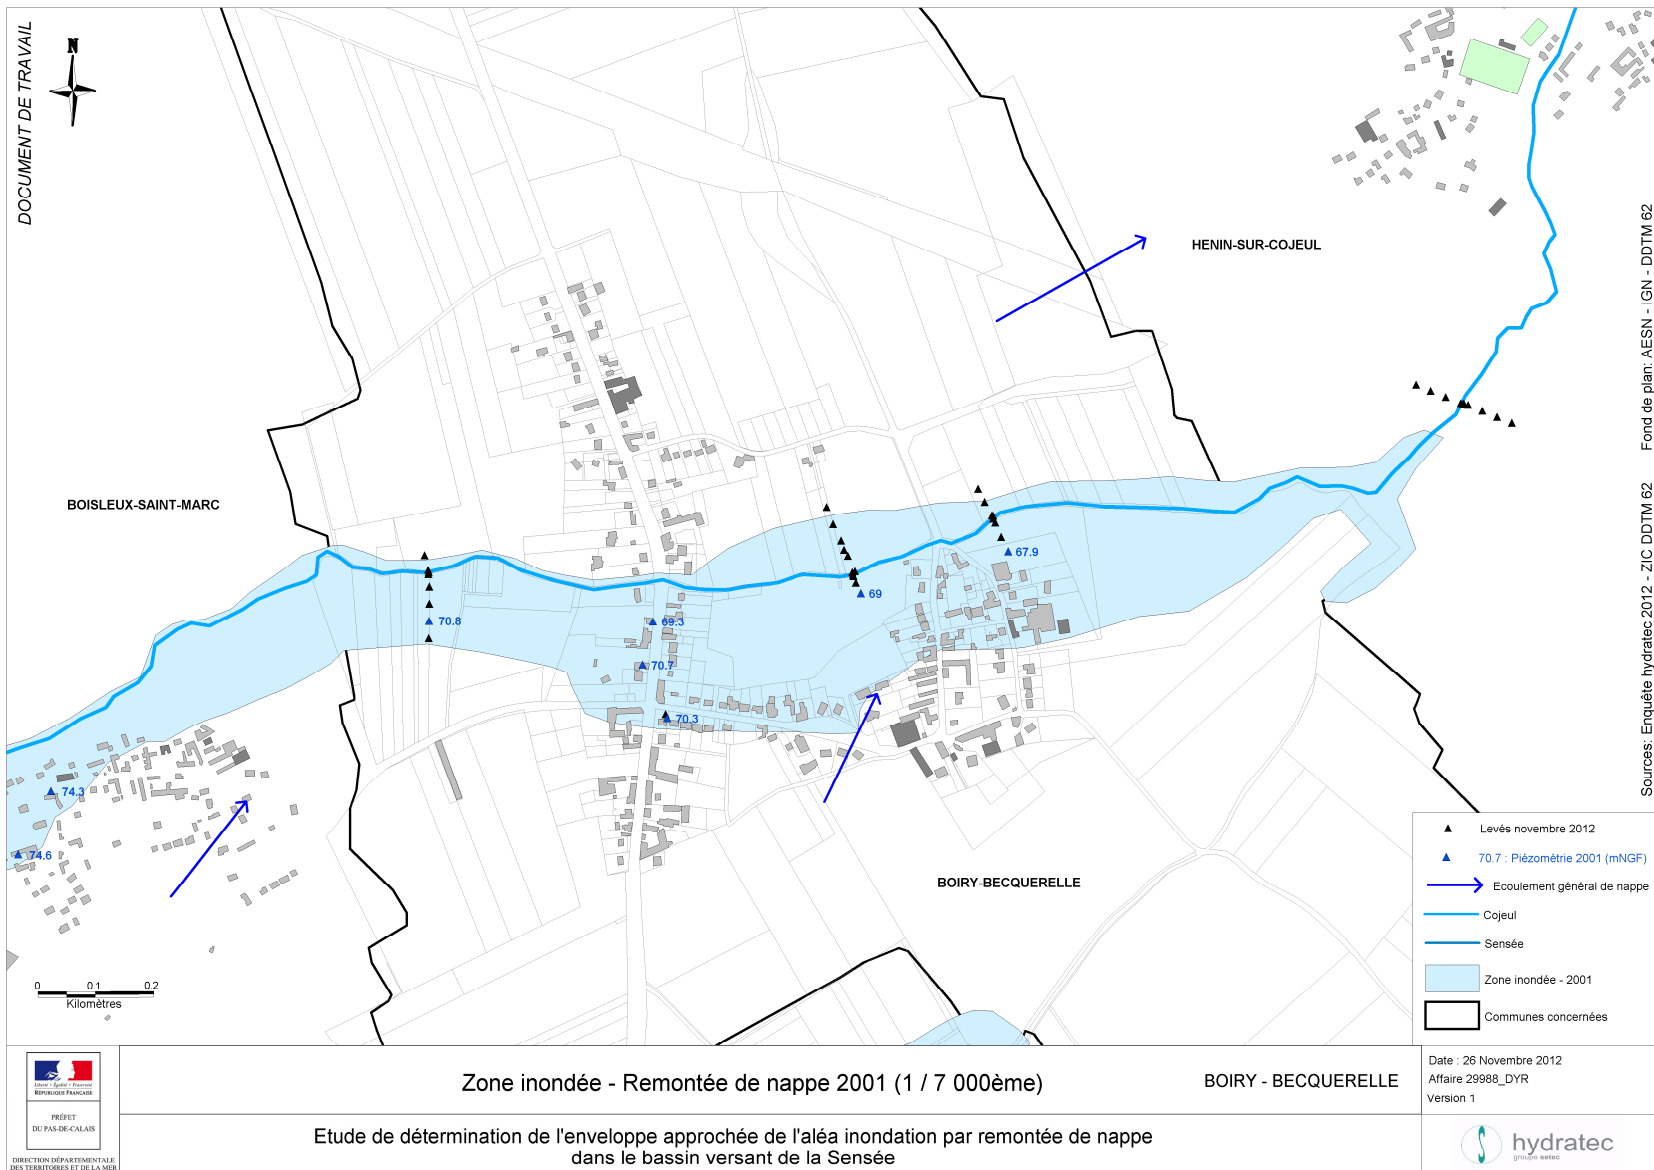 DOCUMENT DE TRAVAIL
N
HENIN-SUR-COJEUL
BOISLEUX-SAINT-MARC
BOIRY-BECQUERELLE
67.9
69
70.8
69.3
70.7
70.3
74.3
74.6
0 0.1 0.2
Kilomètres
Fond de plan: AESN - IGN - DDTM 62
Sources: Enquête hydratec 2012 - ZIC DDTM 62
Levés novembre 2012
70.7 : Piézométrie 2001 (mNGF)
Ecoulement général de nappe
Cojeul
Sensée
Zone inondée - 2001
Communes concernées
Liberté • Égalité • Fraternité
RÉPUBLIQUE FRANÇAISE
PRÉFET
DU PAS-DE-CALAIS
DIRECTION DÉPARTEMENTALE
DES TERRITOIRES ET DE LA MER
Zone inondée - Remontée de nappe 2001 (1 / 7 000ème)
BOIRY - BECQUERELLE
Etude de détermination de l'enveloppe approchée de l'aléa inondation par remontée de nappe
dans le bassin versant de la Sensée
Date : 26 Novembre 2012
Affaire 29988_DYR
Version 1
hydratec
groupe setec